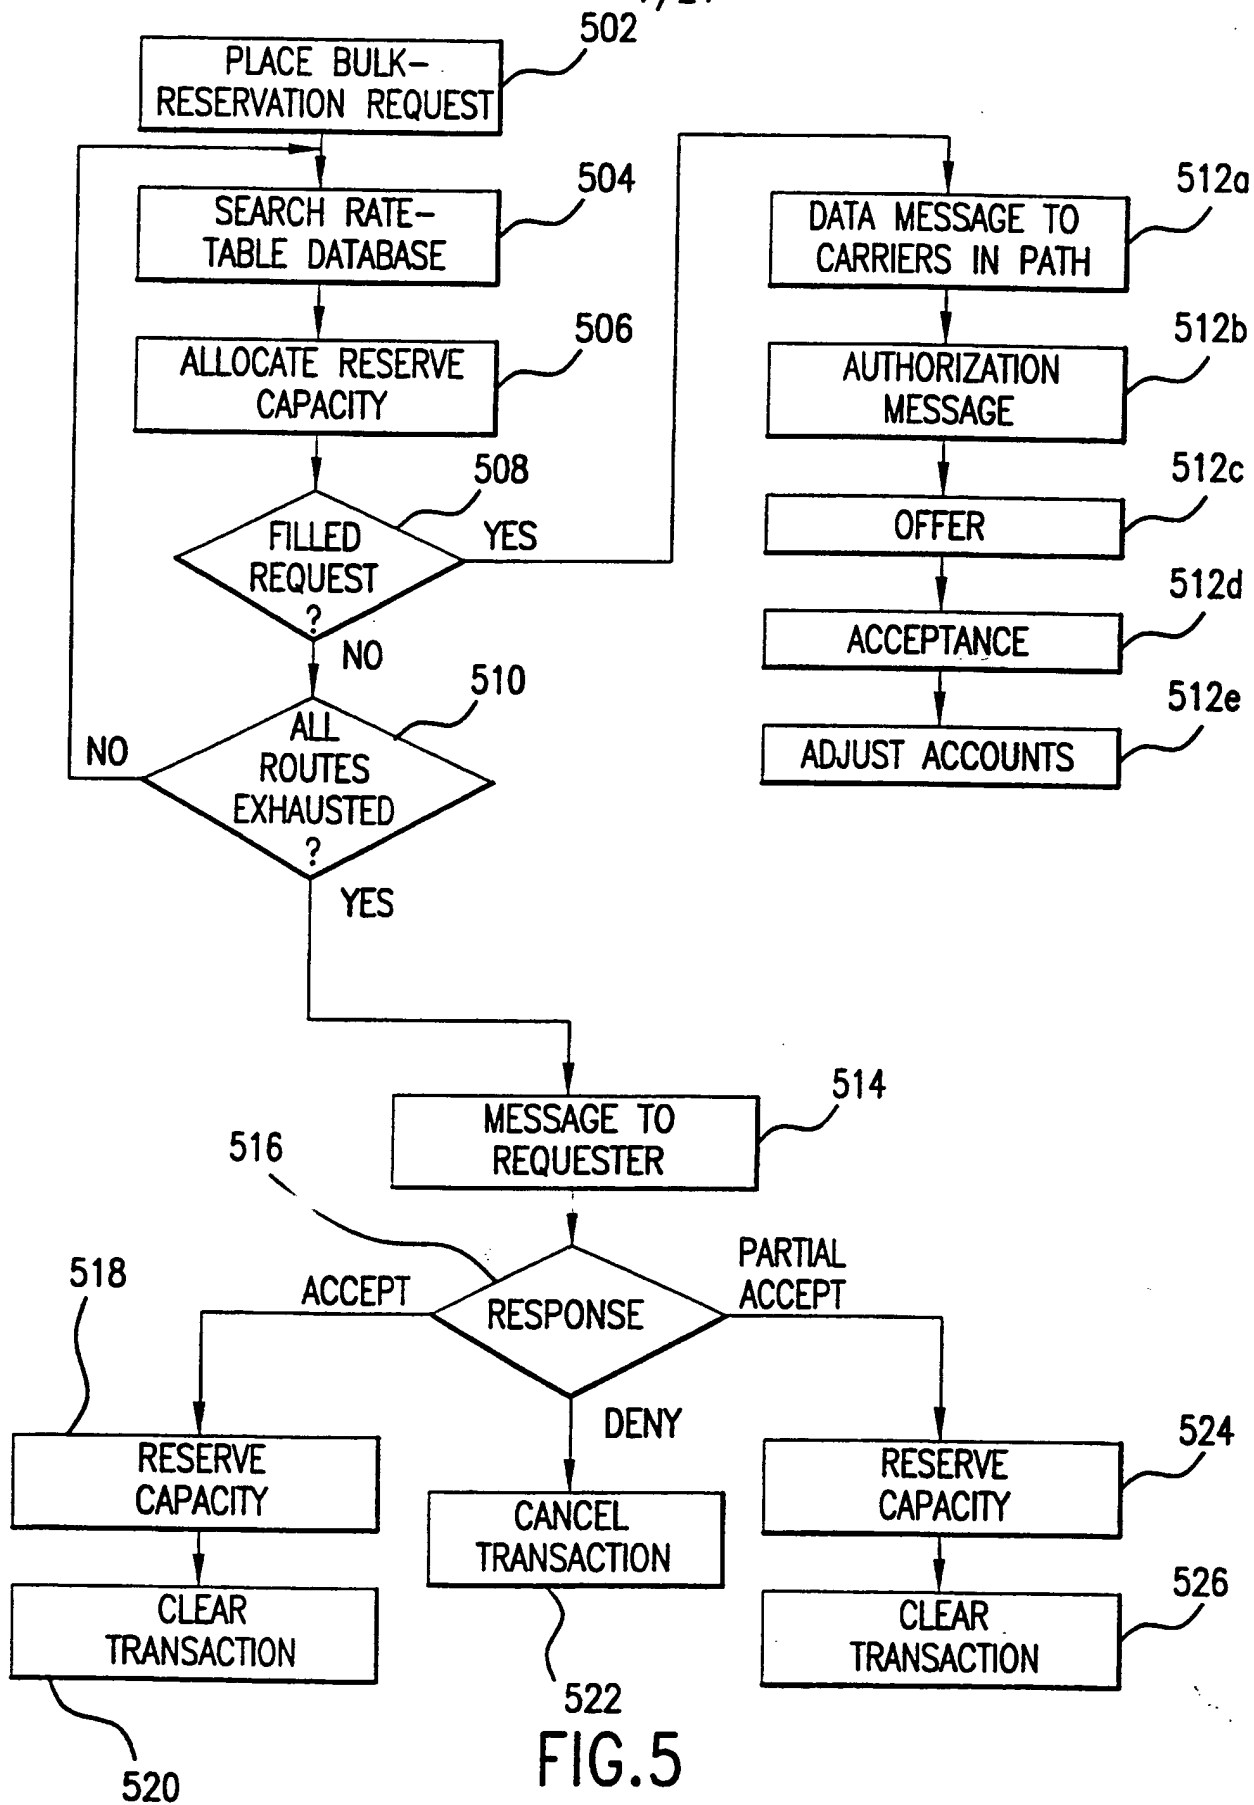 502
PLACE BULK-
RESERVATION REQUEST
504
SEARCH RATE-
TABLE DATABASE
506
ALLOCATE RESERVE
CAPACITY
508
FILLED
REQUEST
?
YES
NO
510
ALL
ROUTES
EXHAUSTED
?
NO
YES
512a
DATA MESSAGE TO
CARRIERS IN PATH
512b
AUTHORIZATION
MESSAGE
512c
OFFER
512d
ACCEPTANCE
512e
ADJUST ACCOUNTS
514
MESSAGE TO
REQUESTER
516
RESPONSE
ACCEPT
PARTIAL
ACCEPT
DENY
518
RESERVE
CAPACITY
CLEAR
TRANSACTION
520
CANCEL
TRANSACTION
522
524
RESERVE
CAPACITY
526
CLEAR
TRANSACTION
FIG.5